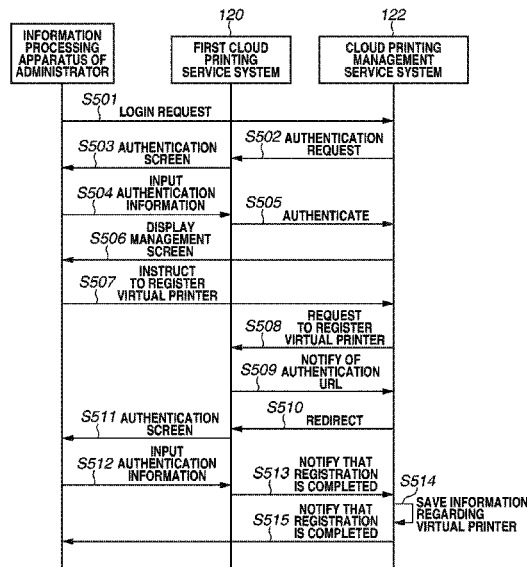 120
122
INFORMATION
PROCESSING
APPARATUS OF
ADMINISTRATOR
FIRST CLOUD
PRINTING
SERVICE SYSTEM
CLOUD PRINTING
MANAGEMENT
SERVICE SYSTEM
S501
LOGIN REQUEST
S502
AUTHENTICATION
REQUEST
S503
AUTHENTICATION
SCREEN
S504
INPUT
AUTHENTICATION
INFORMATION
S505
AUTHENTICATE
S506
DISPLAY
MANAGEMENT
SCREEN
S507
INSTRUCT
TO REGISTER
VIRTUAL PRINTER
S508
REQUEST
TO REGISTER
VIRTUAL PRINTER
S509
NOTIFY OF
AUTHENTICATION
URL
S510
REDIRECT
S511
AUTHENTICATION
SCREEN
S512
INPUT
AUTHENTICATION
INFORMATION
S513
NOTIFY THAT
REGISTRATION
IS COMPLETED
S514
SAVE INFORMATION
REGARDING
VIRTUAL PRINTER
S515
NOTIFY THAT
REGISTRATION
IS COMPLETED